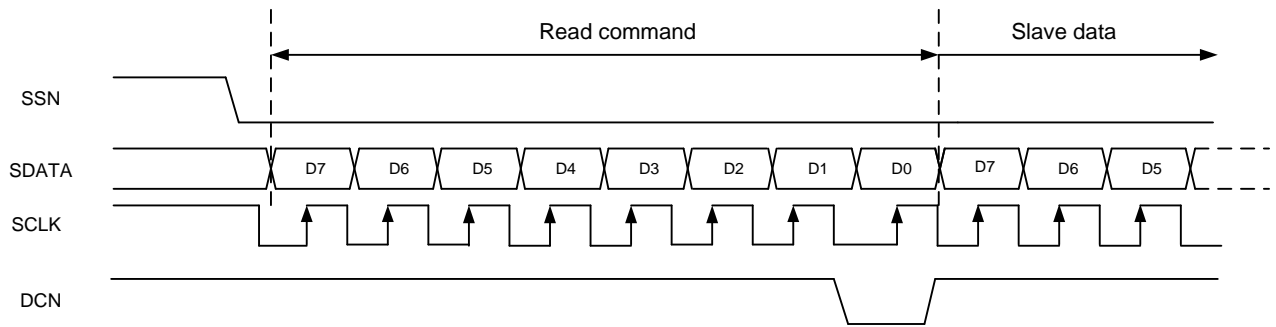 Read command Slave data
SSN
SDATA D7 D6 D5 D4 D3 D2 D1 D0 D7 D6 D5
SCLK
DCN